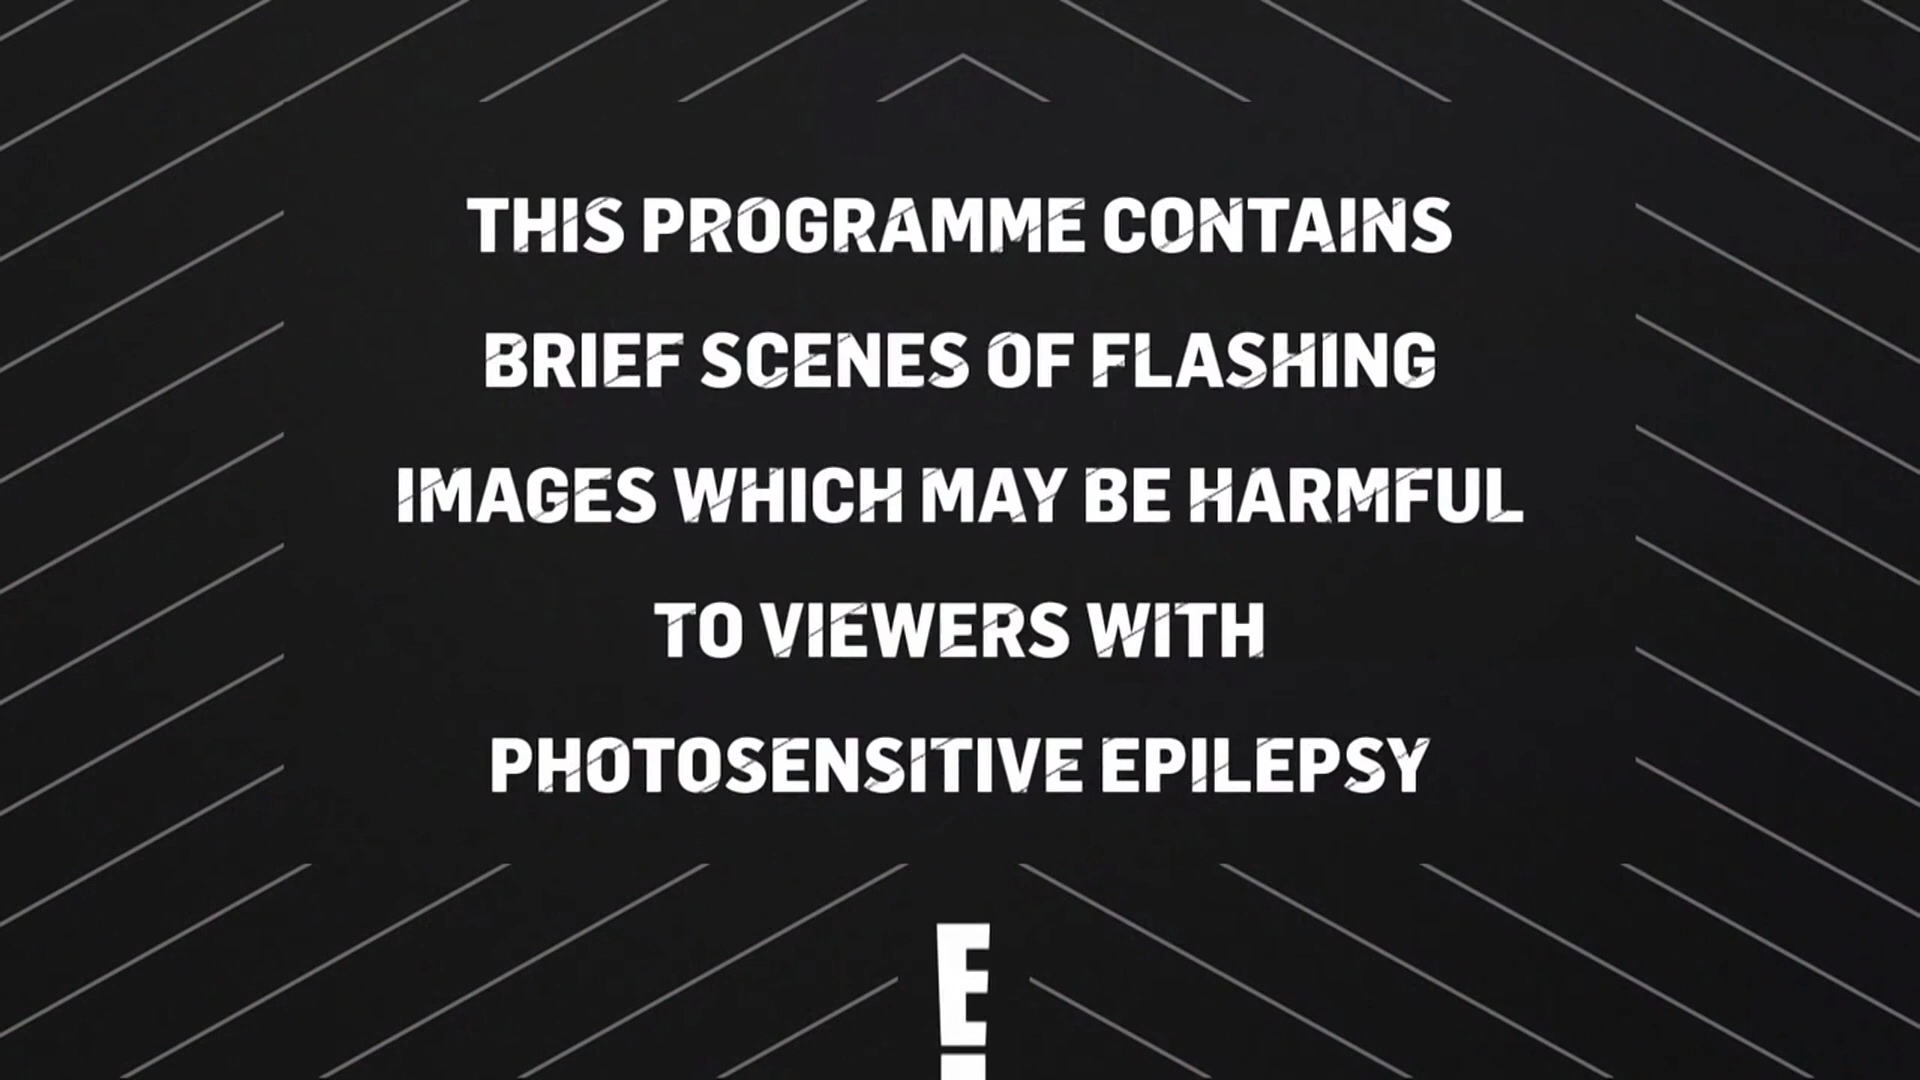 THIS PROGRAMME CONTAINS
BRIEF SCENES OF FLASHING
IMAGES WHICH MAY BE HARMFUL
TO VIEWERS WITH
PHOTOSENSITIVE EPILEPSY
E!